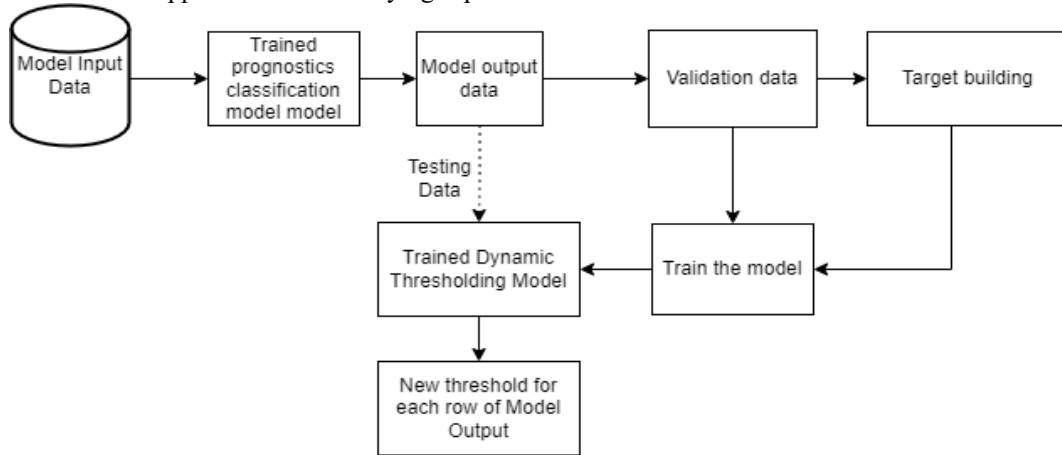 Model Input
Data
Trained
prognostics
classification
model model
Model output
data
Validation data
Target building
Testing
Data
Trained Dynamic
Thresholding Model
Train the model
New threshold for
each row of Model
Output